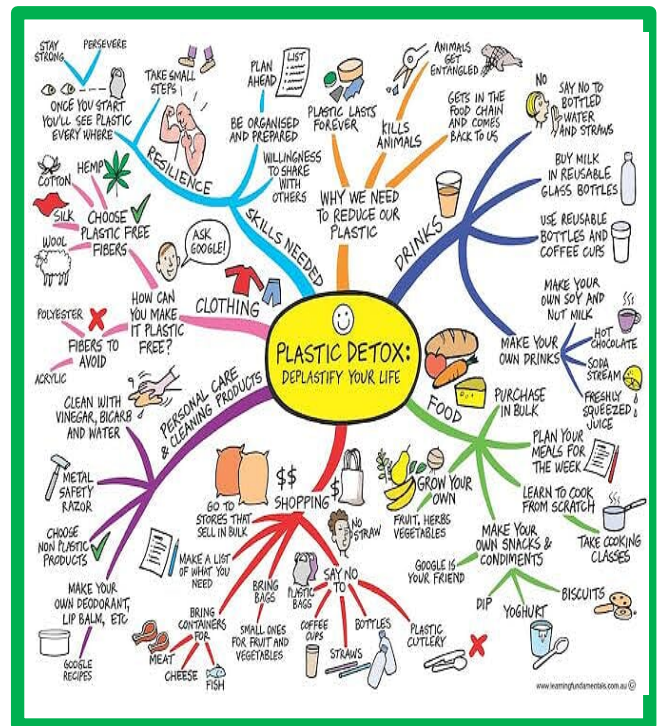 PLASTIC DETOX:
DEPLASTIFY YOUR LIFE
SKILLS NEEDED
RESILIENCE
STAY
STRONG
PERSEVERE
ONCE YOU START
YOU'LL SEE PLASTIC
EVERY WHERE
TAKE SMALL
STEPS
PLAN
AHEAD
LIST
BE ORGANISED
AND PREPARED
WILLINGNESS
TO SHARE
WITH
OTHERS
WHY WE NEED
TO REDUCE OUR
PLASTIC
PLASTIC LASTS
FOREVER
KILLS
ANIMALS
ANIMALS
GET
ENTANGLED
GETS IN THE
FOOD CHAIN
AND COMES
BACK TO US
DRINKS
NO
SAY NO TO
BOTTLED
WATER
AND STRAWS
BUY MILK
IN REUSABLE
GLASS BOTTLES
USE REUSABLE
BOTTLES AND
COFFEE CUPS
MAKE YOUR
OWN DRINKS
MAKE YOUR
OWN SOY AND
NUT MILK
HOT
CHOCOLATE
SODA
STREAM
FRESHLY
SQUEEZED
JUICE
FOOD
PURCHASE
IN BULK
PLAN YOUR
MEALS FOR
THE WEEK
LEARN TO COOK
FROM SCRATCH
TAKE COOKING
CLASSES
MAKE YOUR
OWN SNACKS &
CONDIMENTS
GOOGLE IS
YOUR FRIEND
DIP
YOGHURT
BISCUITS
GROW YOUR
OWN
FRUIT, HERBS
VEGETABLES
SHOPPING
$$
$
GO TO
STORES THAT
SELL IN BULK
MAKE A LIST
OF WHAT YOU
NEED
BRING
CONTAINERS
FOR
MEAT
CHEESE
FISH
BRING
BAGS
SMALL ONES
FOR FRUIT AND
VEGETABLES
SAY NO
TO
NO
STRAW
PLASTIC
BAGS
COFFEE
CUPS
STRAWS
BOTTLES
PLASTIC
CUTLERY
PERSONAL CARE
& CLEANING PRODUCTS
CLEAN WITH
VINEGAR, BICARB
AND WATER
METAL
SAFETY
RAZOR
CHOOSE
NON PLASTIC
PRODUCTS
MAKE YOUR
OWN DEODORANT,
LIP BALM, ETC
GOOGLE
RECIPES
CLOTHING
HOW CAN
YOU MAKE
IT PLASTIC
FREE?
ASK
GOOGLE!
CHOOSE
PLASTIC FREE
FIBERS
HEMP
COTTON
SILK
WOOL
FIBERS TO
AVOID
POLYESTER
ACRYLIC
www.learningfundamentals.com.au ©